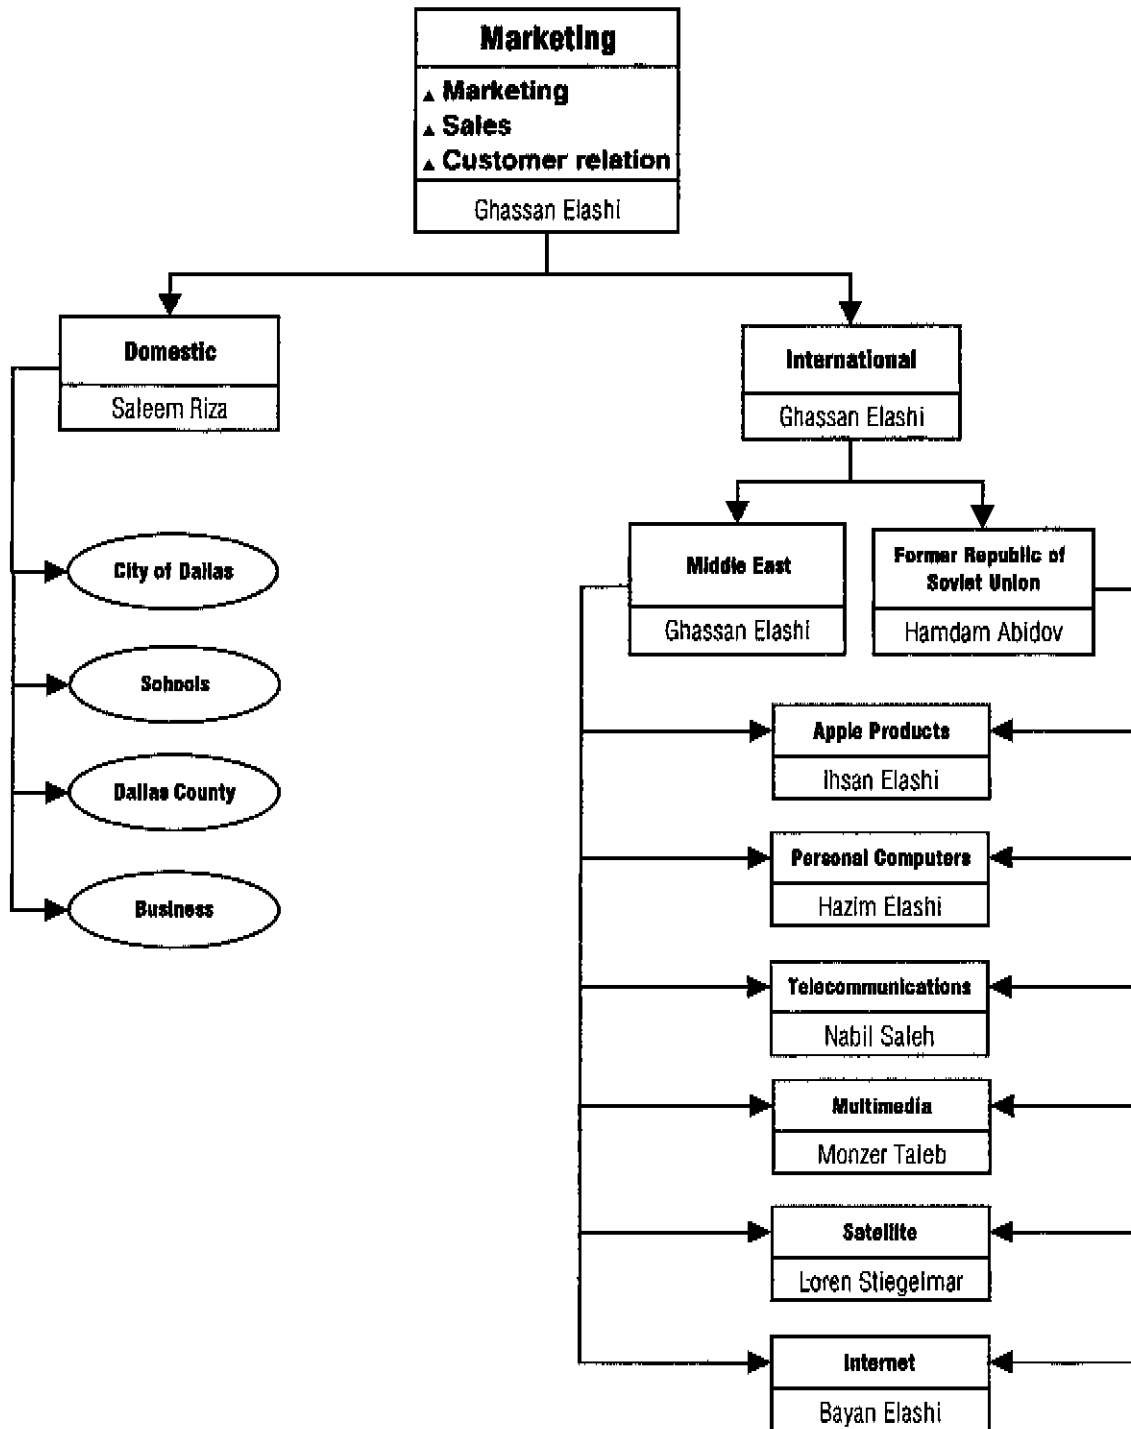 Marketing
▲ Marketing
▲ Sales
▲ Customer relation
Ghassan Elashi
Domestic
Saleem Riza
City of Dallas
Schools
Dallas County
Business
International
Ghassan Elashi
Middle East
Ghassan Elashi
Former Republic of
Soviet Union
Hamdam Abidov
Apple Products
Ihsan Elashi
Personal Computers
Hazim Elashi
Telecommunications
Nabil Saleh
Multimedia
Monzer Taleb
Satellite
Loren Stiegelmar
Internet
Bayan Elashi